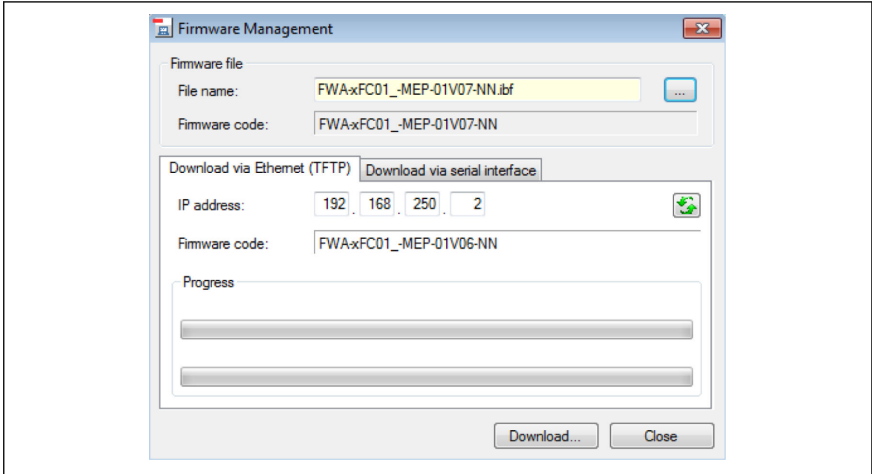 Firmware Management
Firmware file
File name: FWA-xFC01_-MEP-01V07-NN.ibf ...
Firmware code: FWA-xFC01_-MEP-01V07-NN
Download via Ethernet (TFTP) Download via serial interface
IP address: 192 . 168 . 250 . 2
Firmware code: FWA-xFC01_-MEP-01V06-NN
Progress
Download... Close